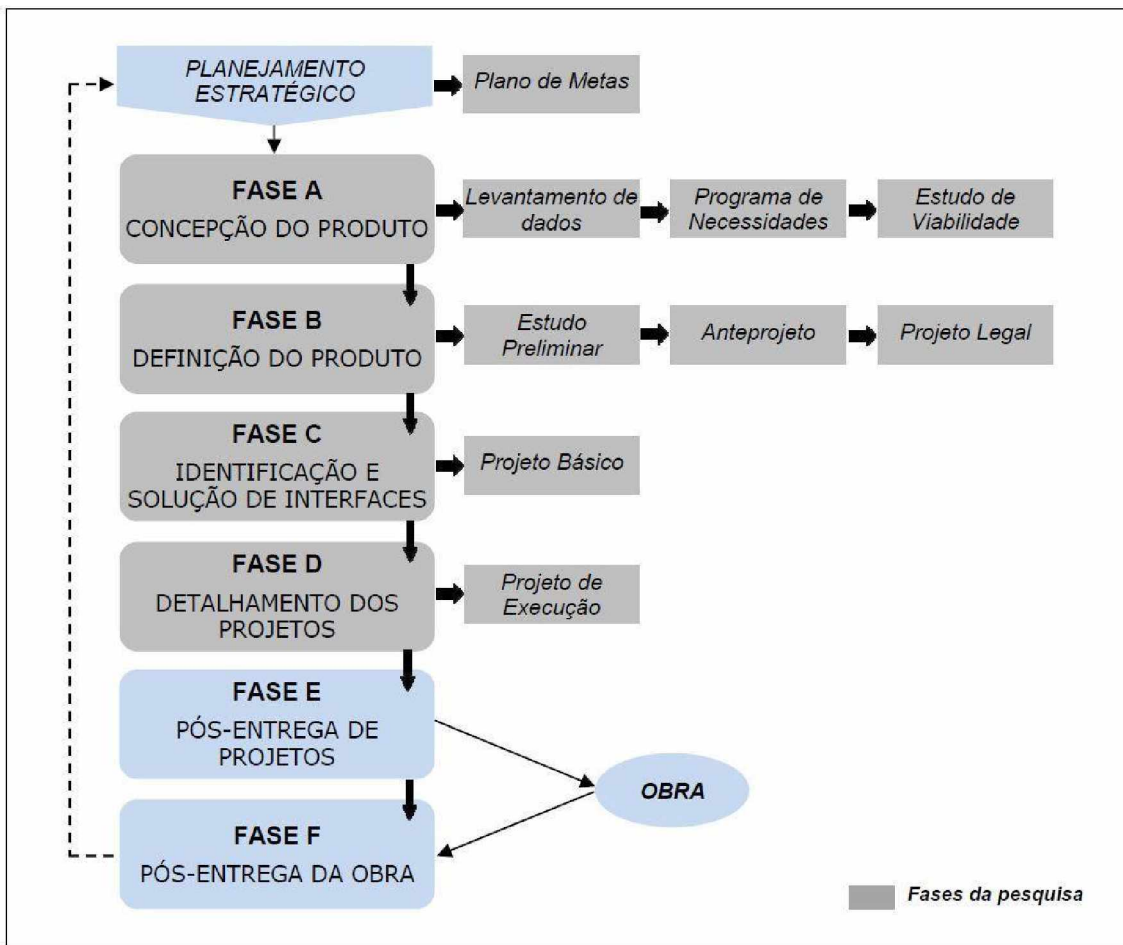 PLANEJAMENTO
ESTRATÉGICO
Plano de Metas
FASE A
CONCEPÇÃO DO PRODUTO
Levantamento de
dados
Programa de
Necessidades
Estudo de
Viabilidade
FASE B
DEFINIÇÃO DO PRODUTO
Estudo
Preliminar
Anteprojeto
Projeto Legal
FASE C
IDENTIFICAÇÃO E
SOLUÇÃO DE INTERFACES
Projeto Básico
FASE D
DETALHAMENTO DOS
PROJETOS
Projeto de
Execução
FASE E
PÓS-ENTREGA DE
PROJETOS
OBRA
FASE F
PÓS-ENTREGA DA OBRA
Fases da pesquisa